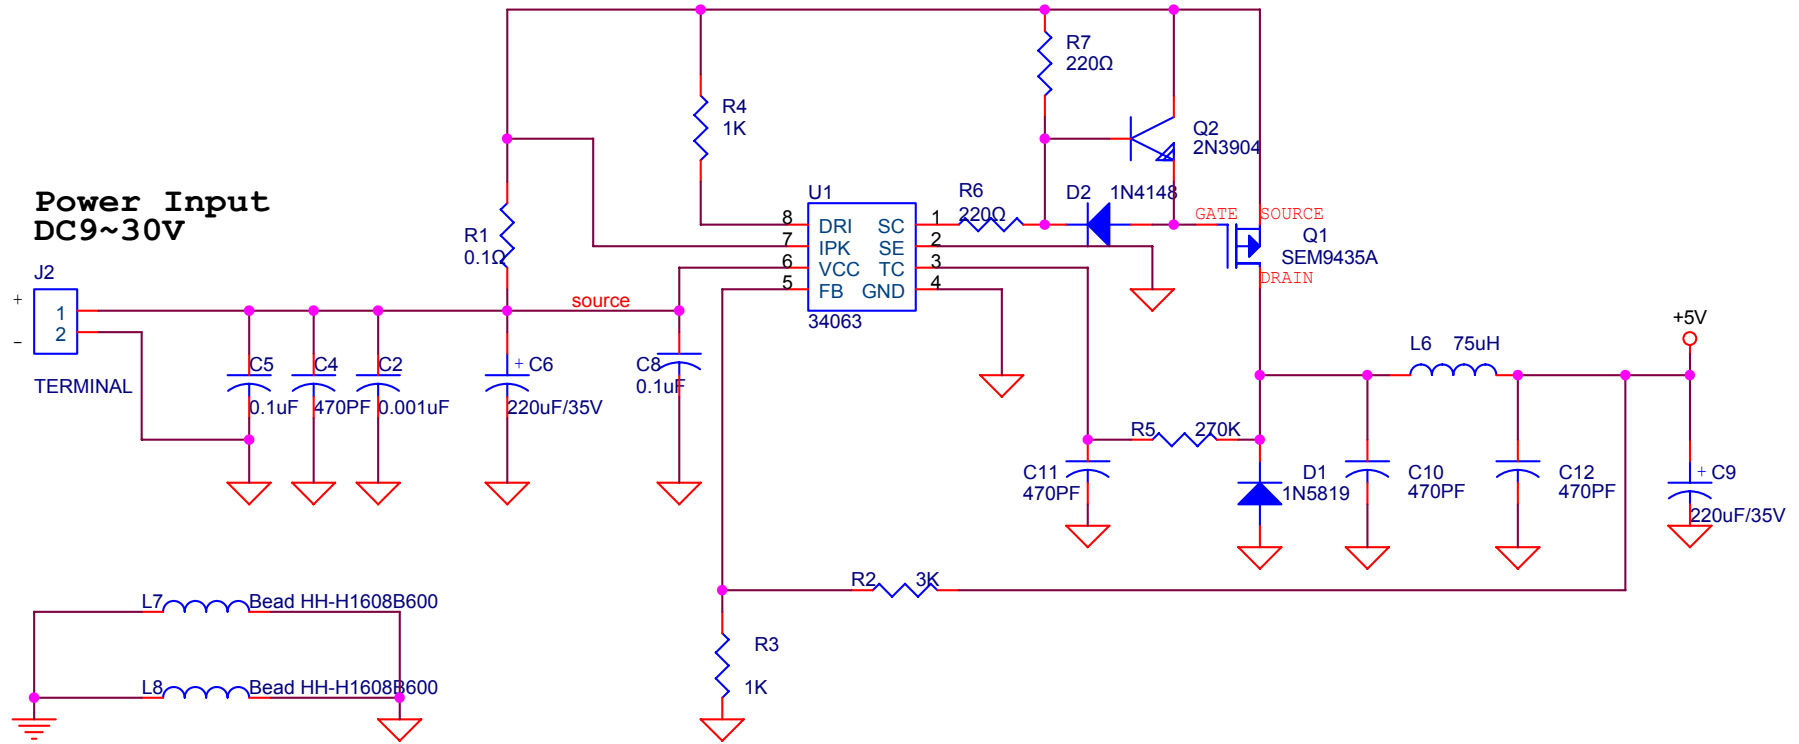 Power Input
DC9~30V
J2
+
-
1
2
TERMINAL
C5
0.1uF
C4
470PF
C2
0.001uF
R1
0.1Ω
+ C6
220uF/35V
source
C8
0.1uF
R4
1K
U1
8
7
6
5
DRI
IPK
VCC
FB
SC
SE
TC
GND
1
2
3
4
34063
R7
220Ω
Q2
2N3904
R6
220Ω
D2 1N4148
GATE
SOURCE
Q1
SEM9435A
DRAIN
+5V
L6 75uH
R5 270K
C11
470PF
D1
1N5819
C10
470PF
C12
470PF
+ C9
220uF/35V
R2 3K
R3
1K
L7 Bead HH-H1608B600
L8 Bead HH-H1608B600